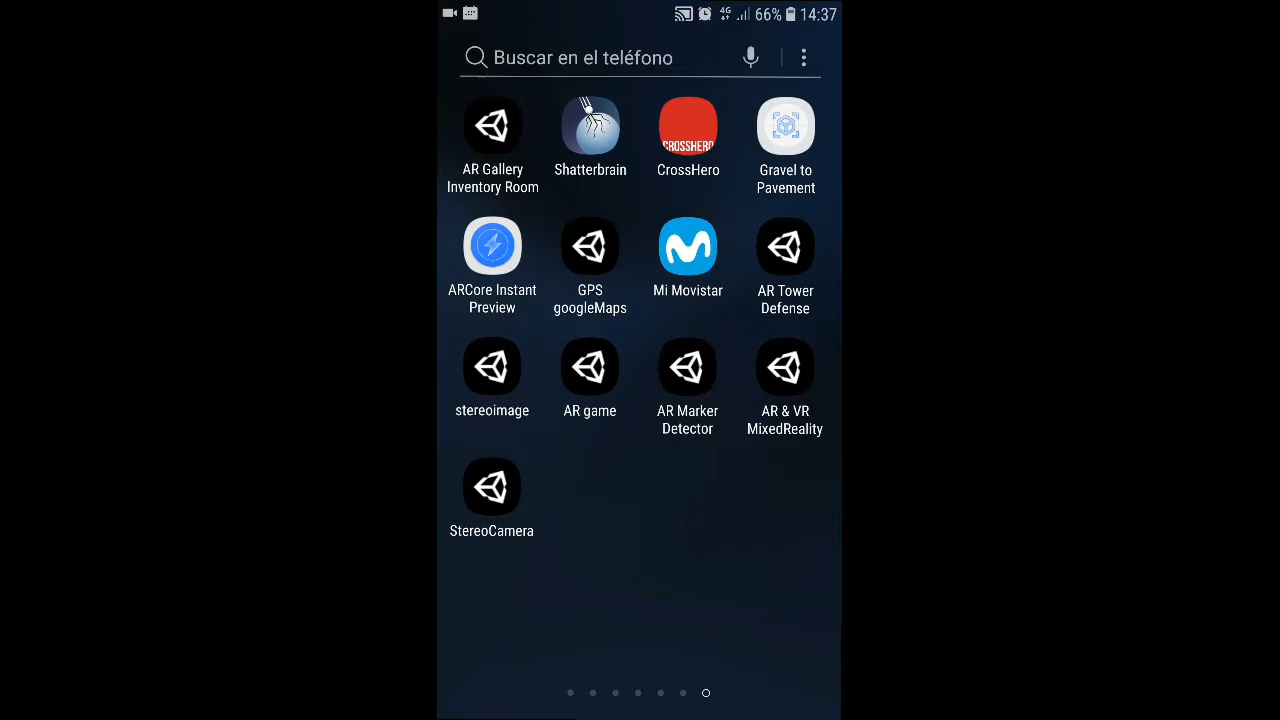 4G 66% 14:37
Buscar en el teléfono
AR Gallery
Inventory Room
Shatterbrain
CROSSHERO
CrossHero
Gravel to
Pavement
ARCore Instant
Preview
GPS
googleMaps
Mi Movistar
AR Tower
Defense
stereoimage
AR game
AR Marker
Detector
AR & VR
MixedReality
StereoCamera